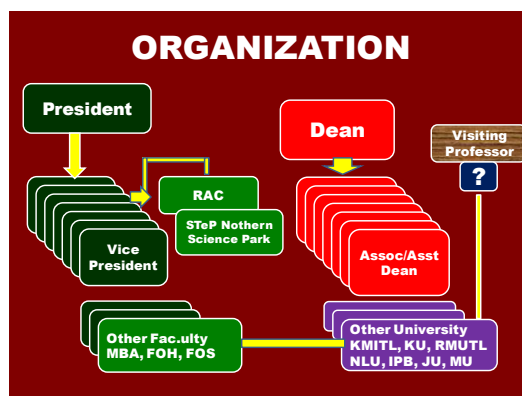 ORGANIZATION
President
Dean
Visiting
Professor
?
RAC
STeP Nothern
Science Park
Vice
President
Assoc/Asst
Dean
Other Fac.ulty
MBA, FOH, FOS
Other University
KMITL, KU, RMUTL
NLU, IPB, JU, MU